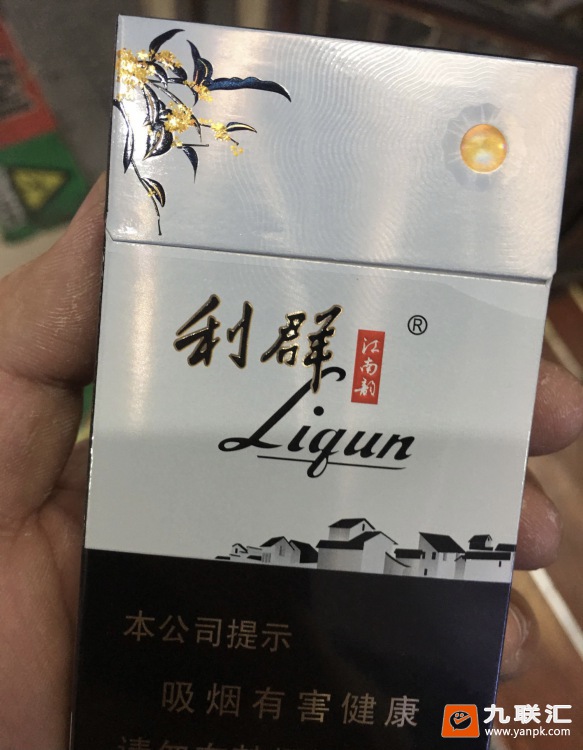 利群
江南韵
®
Liqun
本公司提示
吸烟有害健康
九联汇
www.yanpk.com